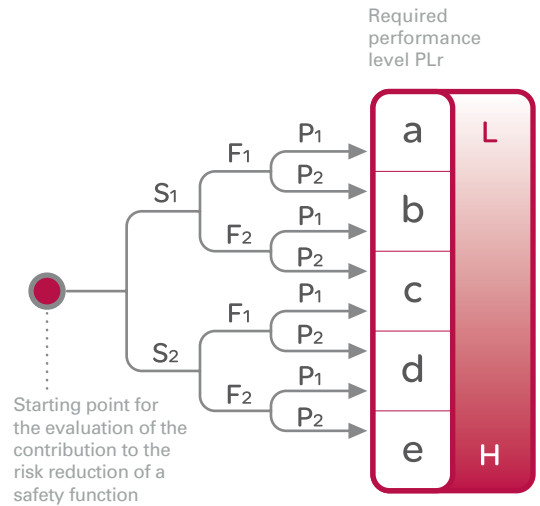 Required
performance
level PLr
a
L
P1
F1
P2
S1
b
P1
F2
P2
c
P1
F1
P2
S2
d
P1
F2
P2
e
H
Starting point for
the evaluation of the
contribution to the
risk reduction of a
safety function